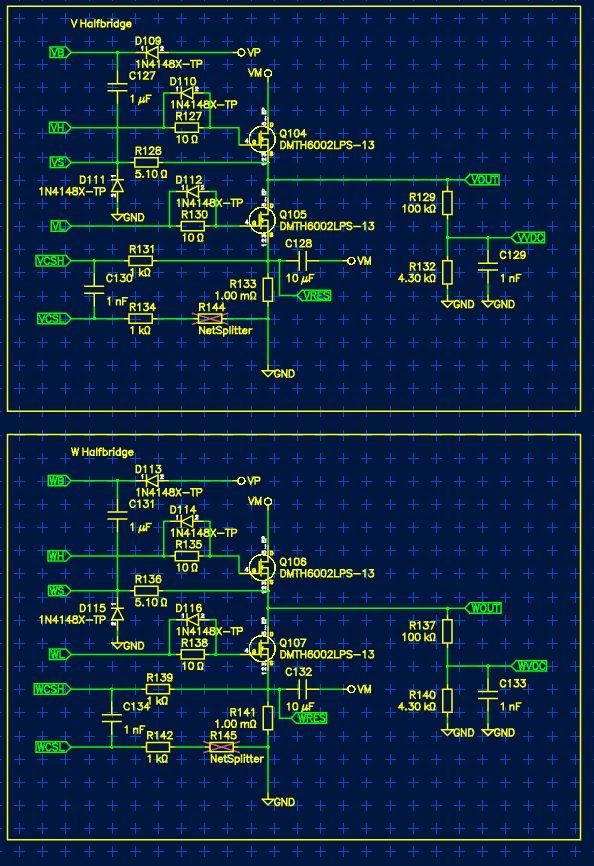 V Halfbridge
D109
VB
VP
1N4148X-TP
C127
VM
1 µF
D110
1N4148X-TP
R127
VH
Q104
DMTH6002LPS-13
10 Ω
R128
VS
5.10 Ω
D111
1N4148X-TP
D112
1N4148X-TP
VOUT
R129
100 kΩ
GND
R130
Q105
DMTH6002LPS-13
VL
10 Ω
VVDC
R131
C128
VCSH
VM
1 kΩ
C130
1 nF
10 µF
R132
4.30 kΩ
C129
1 nF
R133
1.00 mΩ
VRES
GND
GND
R134
R144
VCSL
1 kΩ
NetSplitter
GND
W Halfbridge
D113
WB
VP
1N4148X-TP
C131
VM
1 µF
D114
1N4148X-TP
R135
WH
Q106
DMTH6002LPS-13
10 Ω
R136
WS
5.10 Ω
D115
1N4148X-TP
D116
1N4148X-TP
WOUT
R137
100 kΩ
GND
R138
Q107
DMTH6002LPS-13
WL
10 Ω
WVDC
R139
C132
WCSH
VM
1 kΩ
C134
1 nF
10 µF
R140
4.30 kΩ
C133
1 nF
R141
1.00 mΩ
WRES
GND
GND
R142
R145
WCSL
1 kΩ
NetSplitter
GND